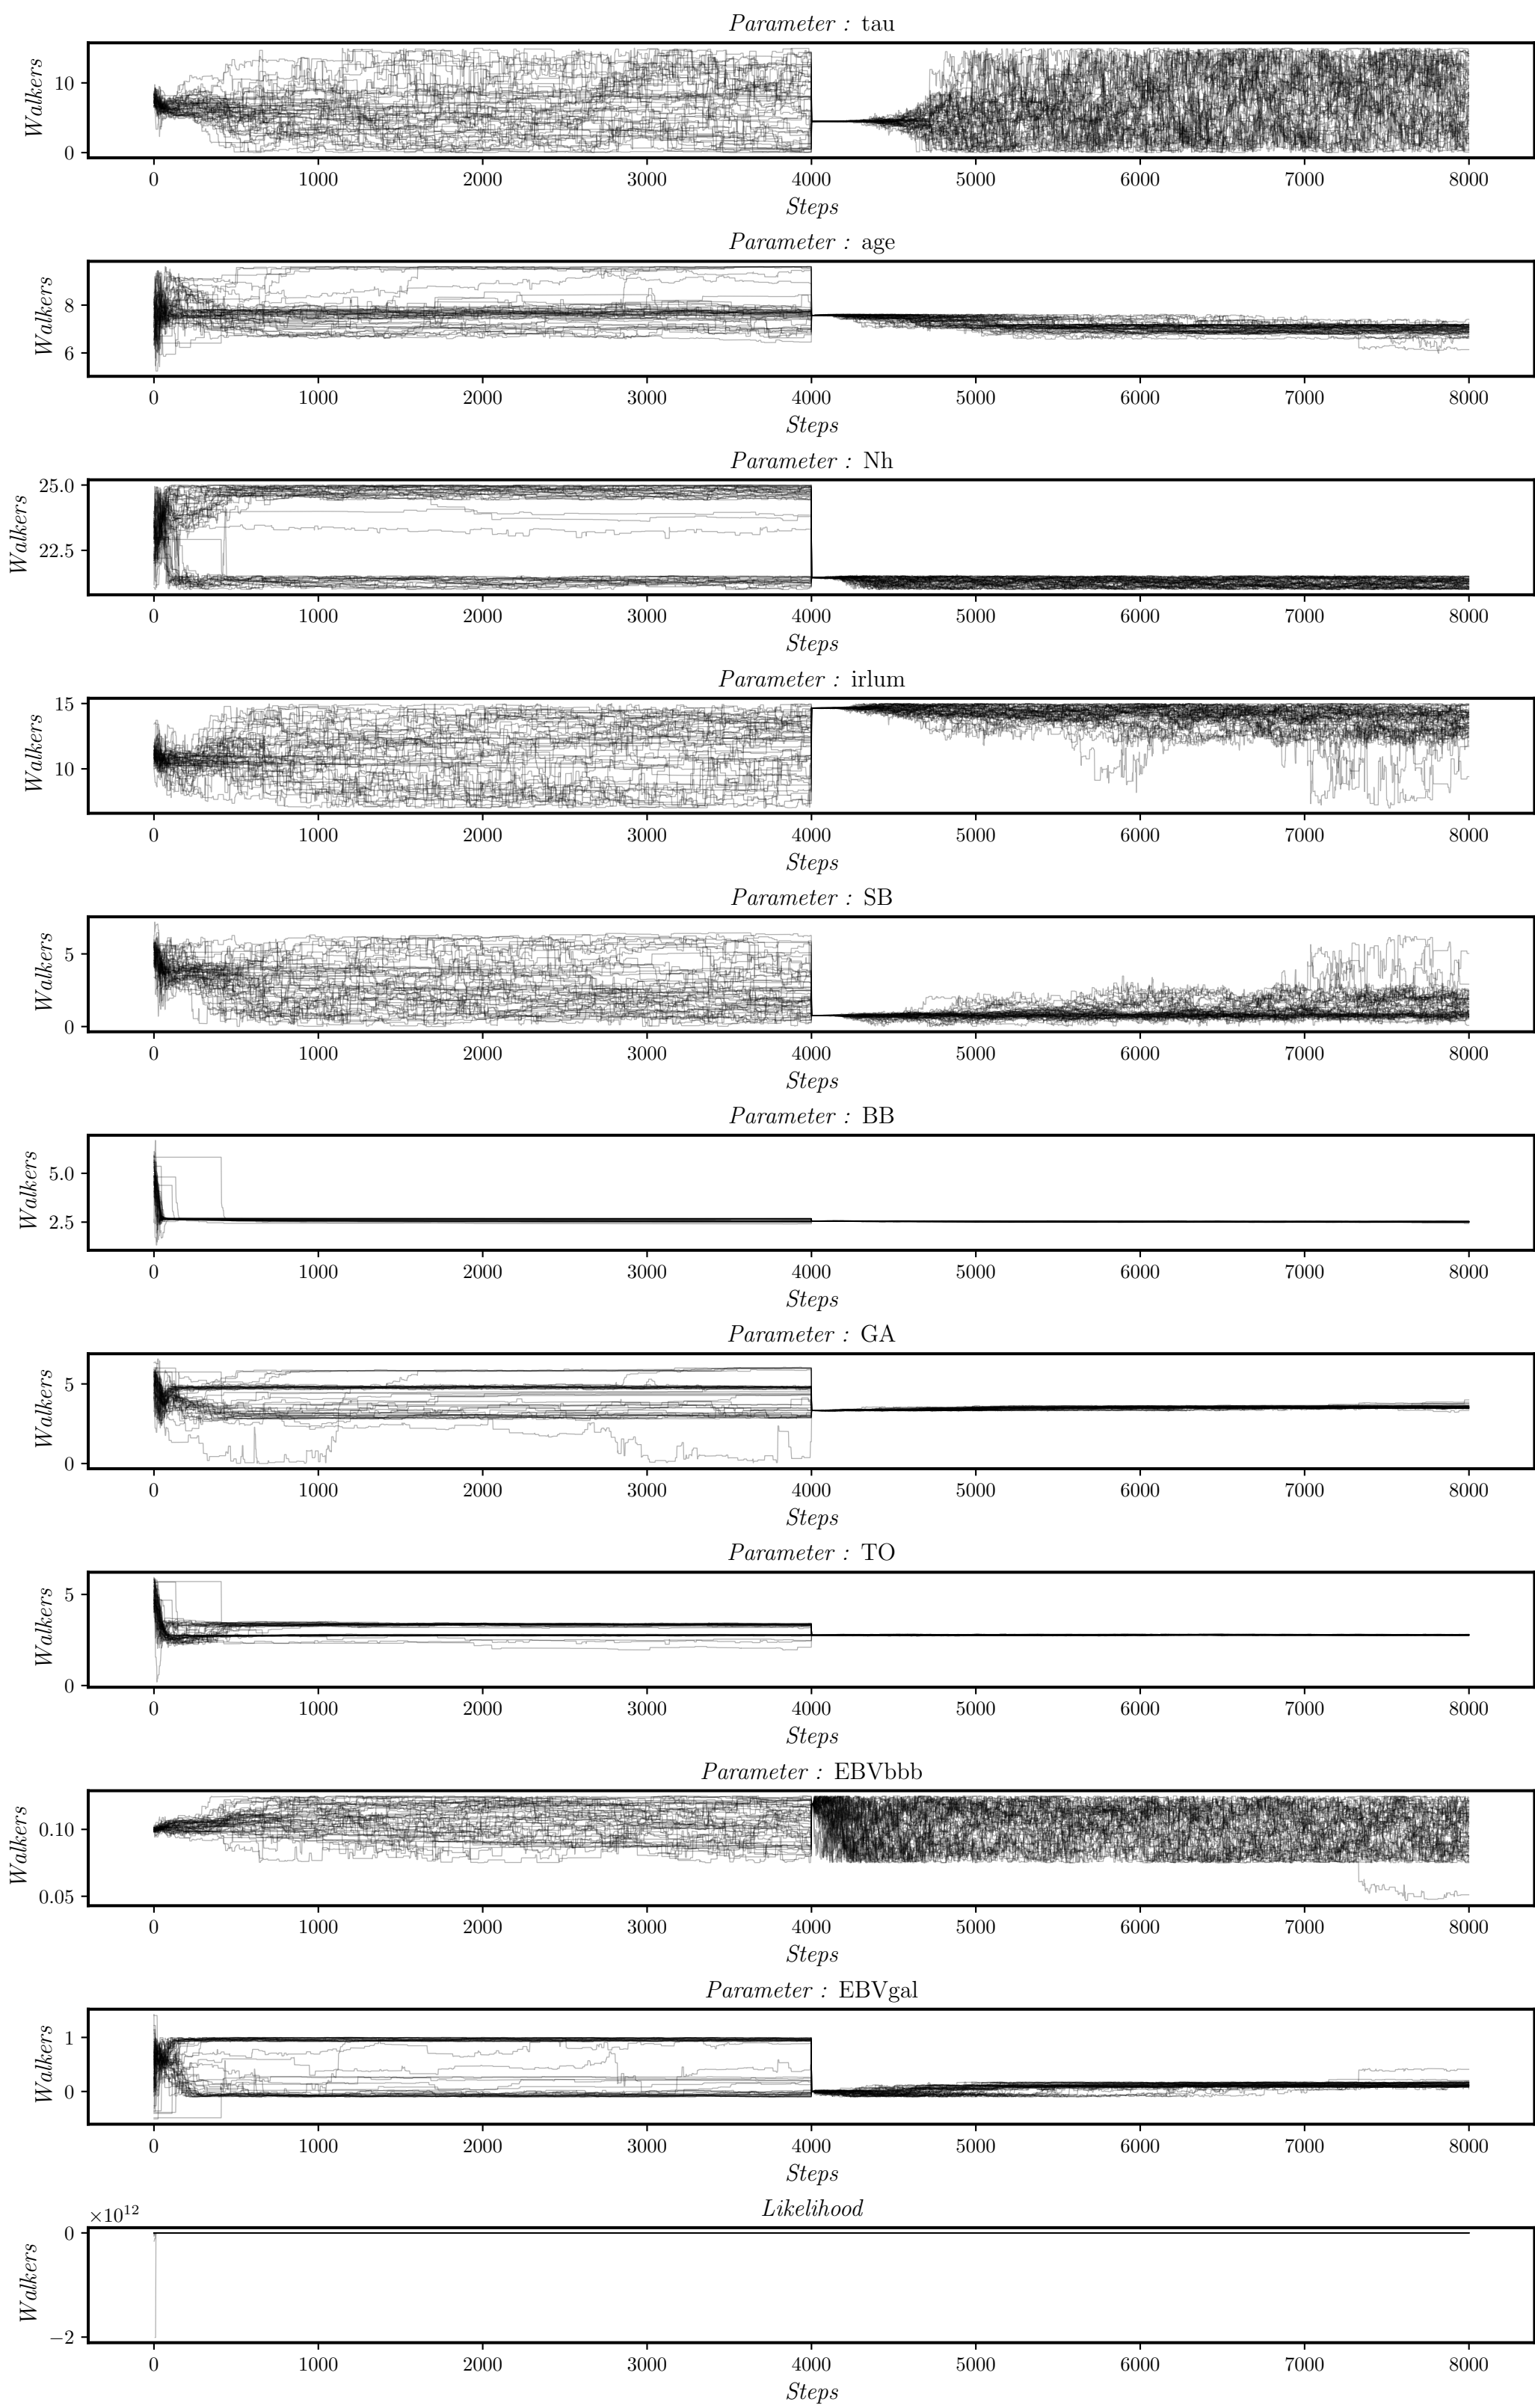 Parameter : tau
Walkers
10
0
0 1000 2000 3000 4000 5000 6000 7000 8000
Steps
Parameter : age
Walkers
8
6
0 1000 2000 3000 4000 5000 6000 7000 8000
Steps
Parameter : Nh
Walkers
25.0
22.5
0 1000 2000 3000 4000 5000 6000 7000 8000
Steps
Parameter : irlum
Walkers
15
10
0 1000 2000 3000 4000 5000 6000 7000 8000
Steps
Parameter : SB
Walkers
5
0
0 1000 2000 3000 4000 5000 6000 7000 8000
Steps
Parameter : BB
Walkers
5.0
2.5
0 1000 2000 3000 4000 5000 6000 7000 8000
Steps
Parameter : GA
Walkers
5
0
0 1000 2000 3000 4000 5000 6000 7000 8000
Steps
Parameter : TO
Walkers
5
0
0 1000 2000 3000 4000 5000 6000 7000 8000
Steps
Parameter : EBVbbb
Walkers
0.10
0.05
0 1000 2000 3000 4000 5000 6000 7000 8000
Steps
Parameter : EBVgal
Walkers
1
0
0 1000 2000 3000 4000 5000 6000 7000 8000
Steps
Likelihood
×10¹²
Walkers
0
−2
0 1000 2000 3000 4000 5000 6000 7000 8000
Steps